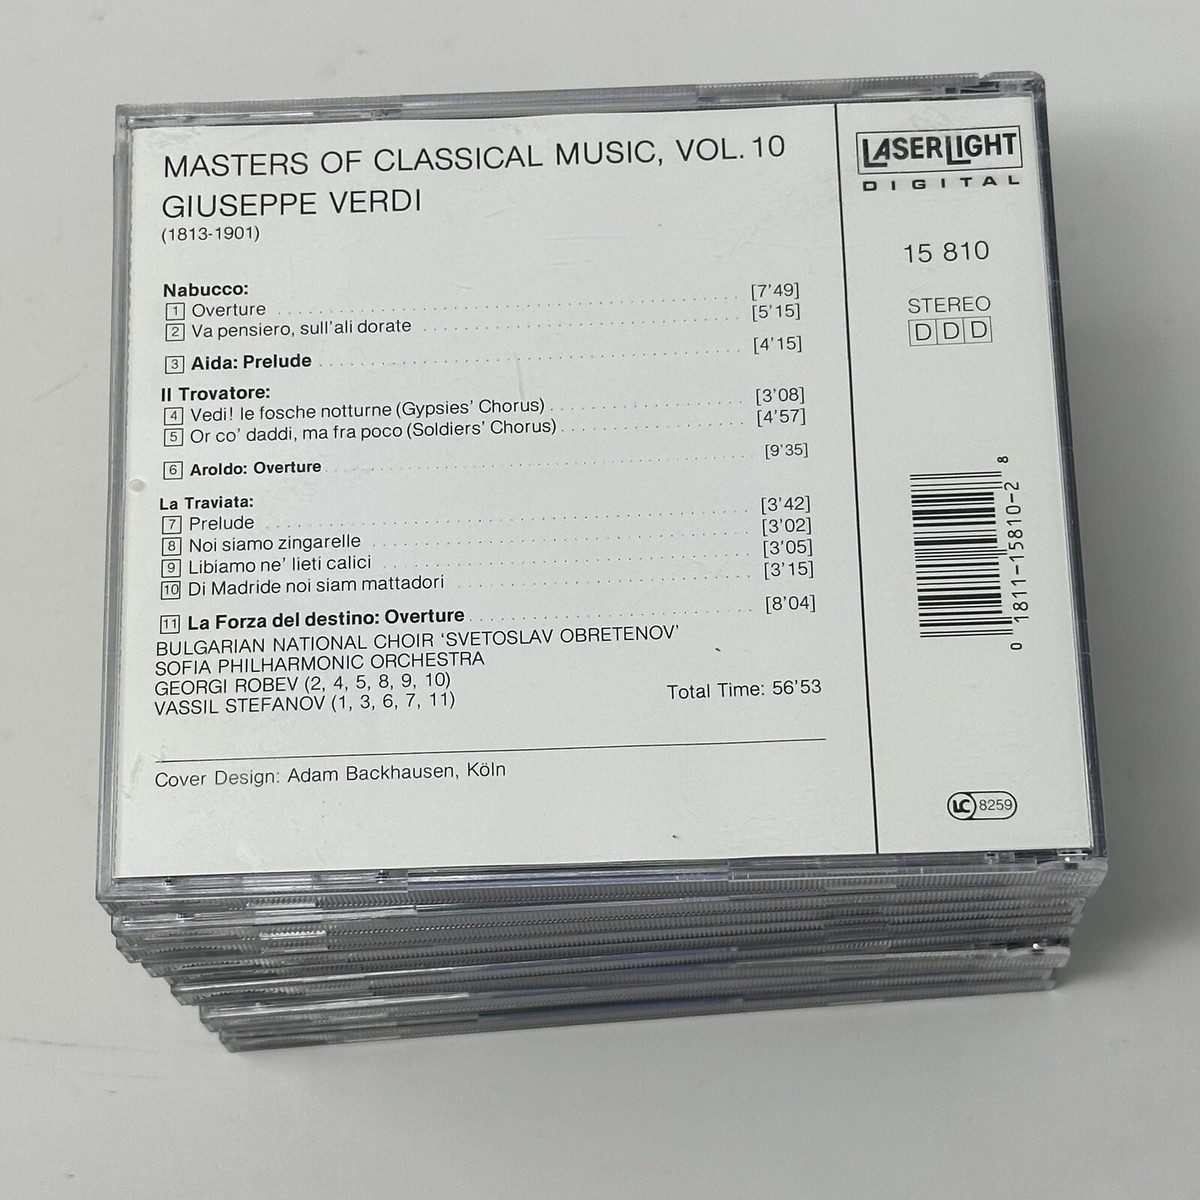 MASTERS OF CLASSICAL MUSIC, VOL. 10
GIUSEPPE VERDI
(1813-1901)
Nabucco:
1 Overture [7'49]
2 Va pensiero, sull'ali dorate [5'15]
3 Aida: Prelude [4'15]
Il Trovatore:
4 Vedi! le fosche notturne (Gypsies' Chorus) [3'08]
5 Or co' daddi, ma fra poco (Soldiers' Chorus) [4'57]
6 Aroldo: Overture [9'35]
La Traviata:
7 Prelude [3'42]
8 Noi siamo zingarelle [3'02]
9 Libiamo ne' lieti calici [3'05]
10 Di Madride noi siam mattadori [3'15]
11 La Forza del destino: Overture [8'04]
BULGARIAN NATIONAL CHOIR 'SVETOSLAV OBRETENOV'
SOFIA PHILHARMONIC ORCHESTRA
GEORGI ROBEV (2, 4, 5, 8, 9, 10)
VASSIL STEFANOV (1, 3, 6, 7, 11)
Total Time: 56'53
Cover Design: Adam Backhausen, Köln
LASERLIGHT
DIGITAL
15 810
STEREO
DDD
0 1811-15810-2 8
LC 8259